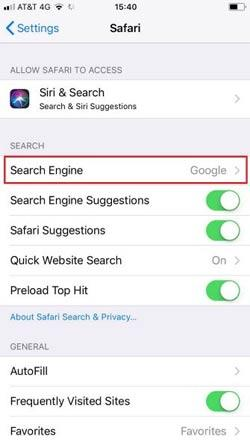 AT&T 4G 15:40
Settings Safari
ALLOW SAFARI TO ACCESS
Siri & Search
Search & Siri Suggestions
SEARCH
Search Engine Google
Search Engine Suggestions
Safari Suggestions
Quick Website Search On
Preload Top Hit
About Safari Search & Privacy...
GENERAL
AutoFill
Frequently Visited Sites
Favorites Favorites